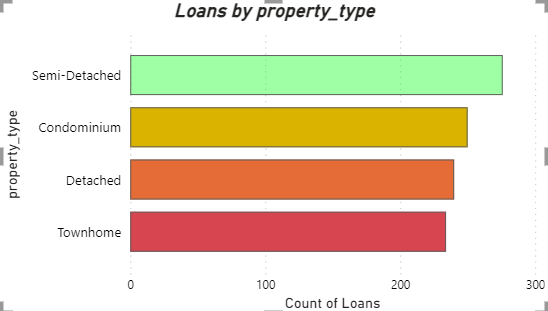 Loans by property_type
property_type
Semi-Detached
Condominium
Detached
Townhome
0 100 200 300
Count of Loans